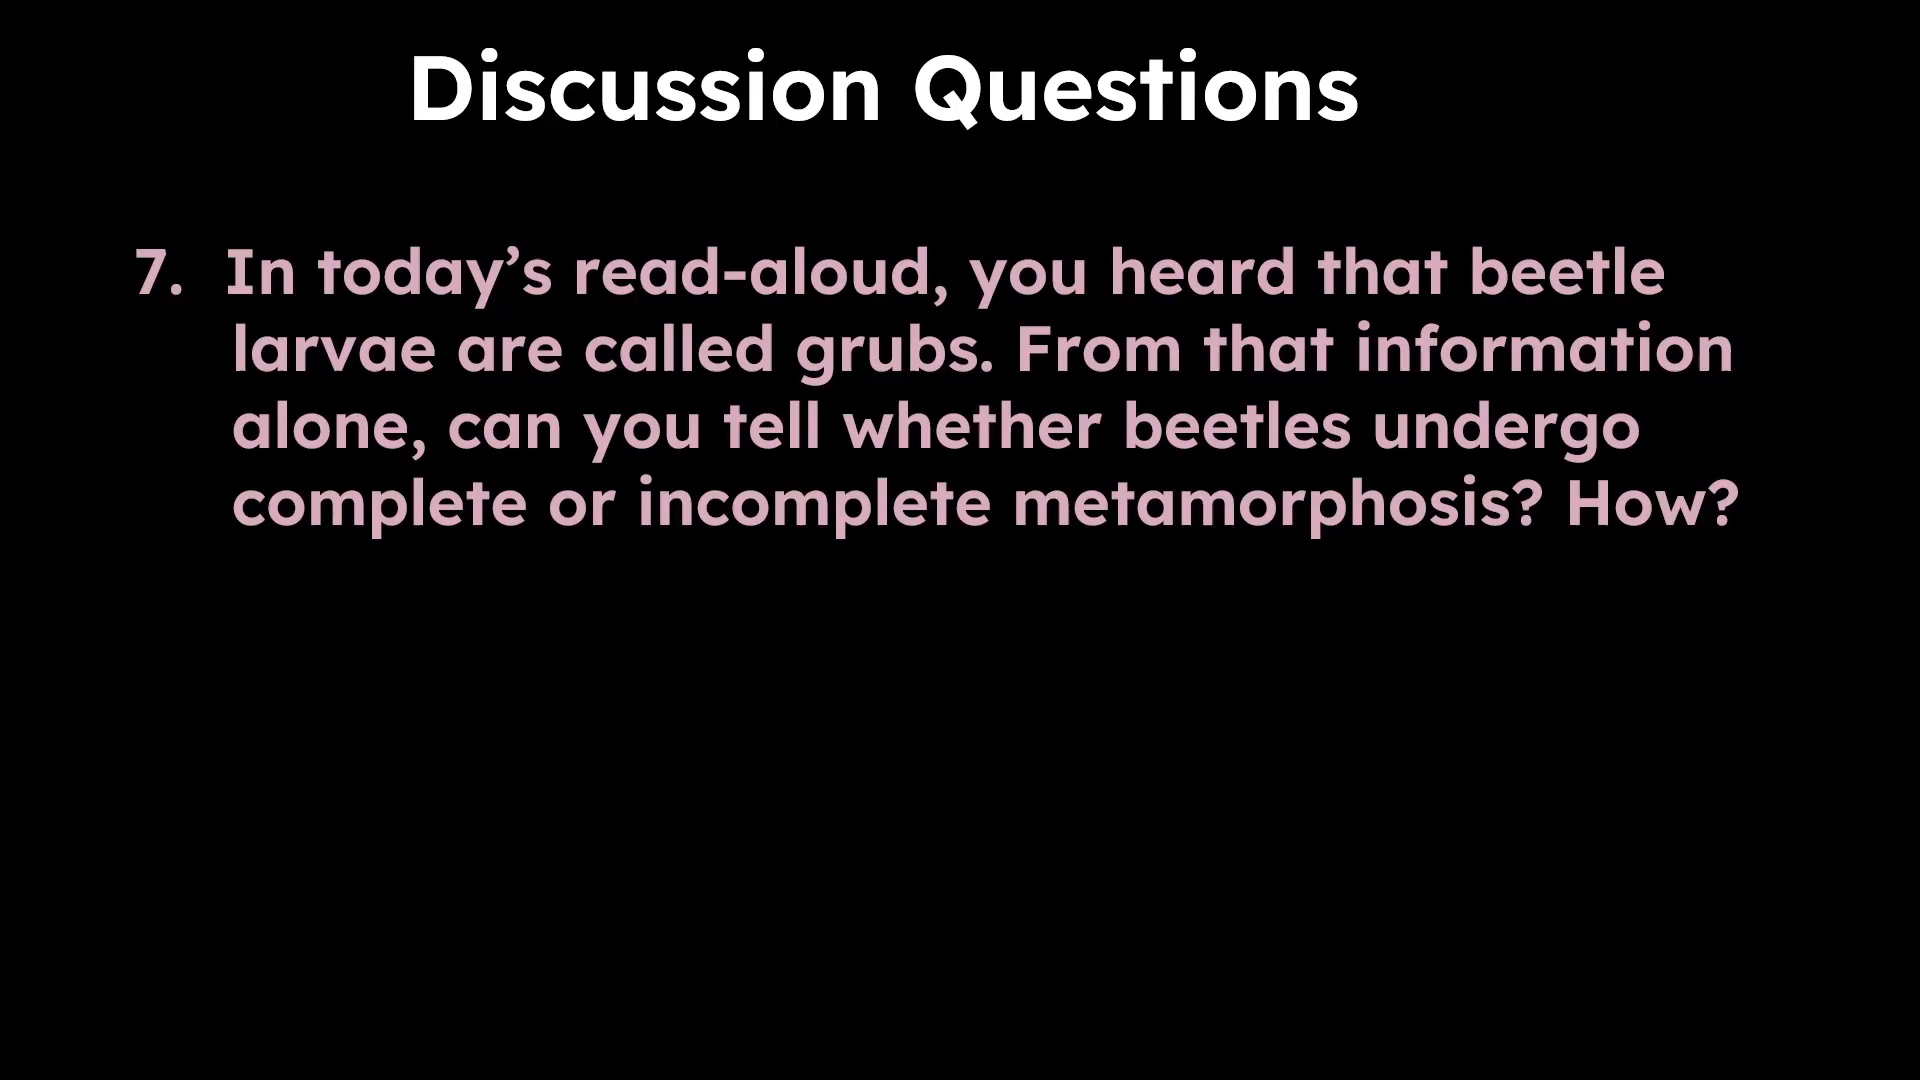 Discussion Questions
7. In today’s read-aloud, you heard that beetle
larvae are called grubs. From that information
alone, can you tell whether beetles undergo
complete or incomplete metamorphosis? How?